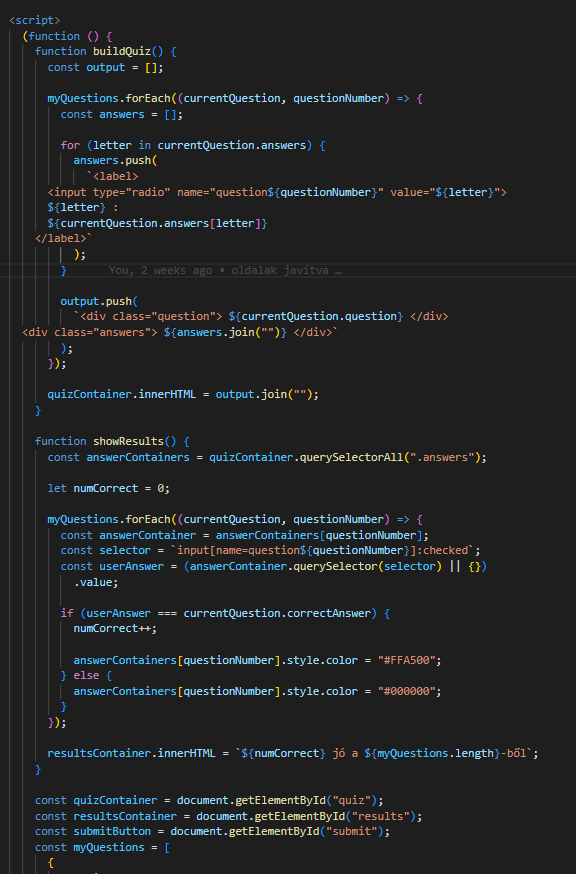 <script>
(function () {
function buildQuiz() {
const output = [];
myQuestions.forEach((currentQuestion, questionNumber) => {
const answers = [];
for (letter in currentQuestion.answers) {
answers.push(
`<label>
<input type="radio" name="question${questionNumber}" value="${letter}">
${letter} :
${currentQuestion.answers[letter]}
</label>`
);
} You, 2 weeks ago • oldalak javítva …
output.push(
`<div class="question"> ${currentQuestion.question} </div>
<div class="answers"> ${answers.join("")} </div>`
);
});
quizContainer.innerHTML = output.join("");
}
function showResults() {
const answerContainers = quizContainer.querySelectorAll(".answers");
let numCorrect = 0;
myQuestions.forEach((currentQuestion, questionNumber) => {
const answerContainer = answerContainers[questionNumber];
const selector = `input[name=question${questionNumber}]:checked`;
const userAnswer = (answerContainer.querySelector(selector) || {})
.value;
if (userAnswer === currentQuestion.correctAnswer) {
numCorrect++;
answerContainers[questionNumber].style.color = "#FFA500";
} else {
answerContainers[questionNumber].style.color = "#000000";
}
});
resultsContainer.innerHTML = `${numCorrect} jó a ${myQuestions.length}-ből`;
}
const quizContainer = document.getElementById("quiz");
const resultsContainer = document.getElementById("results");
const submitButton = document.getElementById("submit");
const myQuestions = [
{